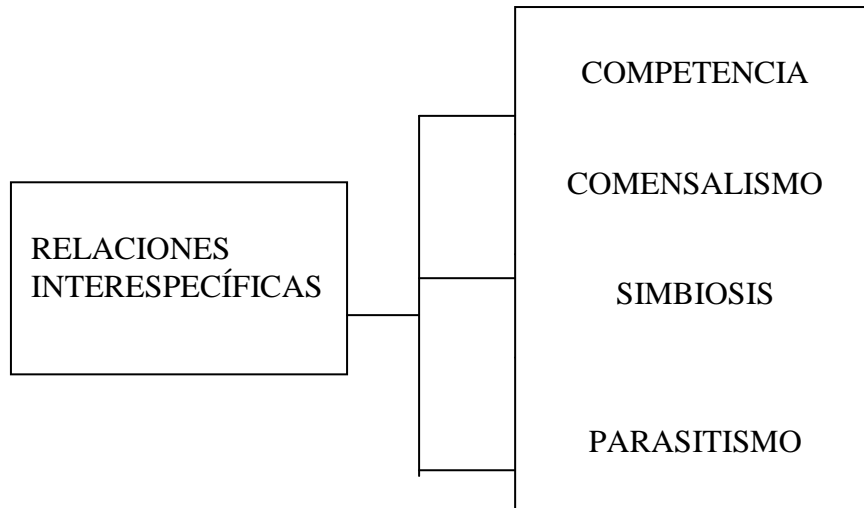 COMPETENCIA
COMENSALISMO
RELACIONES
INTERESPECÍFICAS
SIMBIOSIS
PARASITISMO